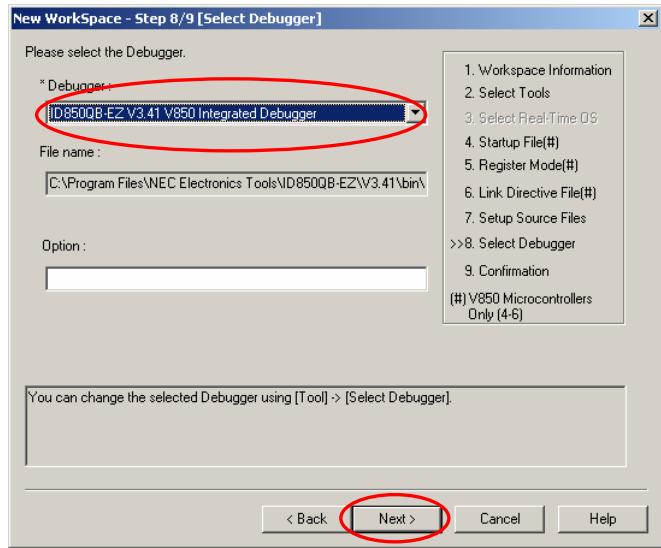 New WorkSpace - Step 8/9 [Select Debugger]
Please select the Debugger.
* Debugger :
ID850QB-EZ V3.41 V850 Integrated Debugger
File name :
C:\Program Files\NEC Electronics Tools\ID850QB-EZ\V3.41\bin\
Option :
1. Workspace Information
2. Select Tools
3. Select Real-Time OS
4. Startup File(#)
5. Register Mode(#)
6. Link Directive File(#)
7. Setup Source Files
>>8. Select Debugger
9. Confirmation
(#) V850 Microcontrollers
Only (4-6)
You can change the selected Debugger using [Tool] -> [Select Debugger].
< Back
Next >
Cancel
Help